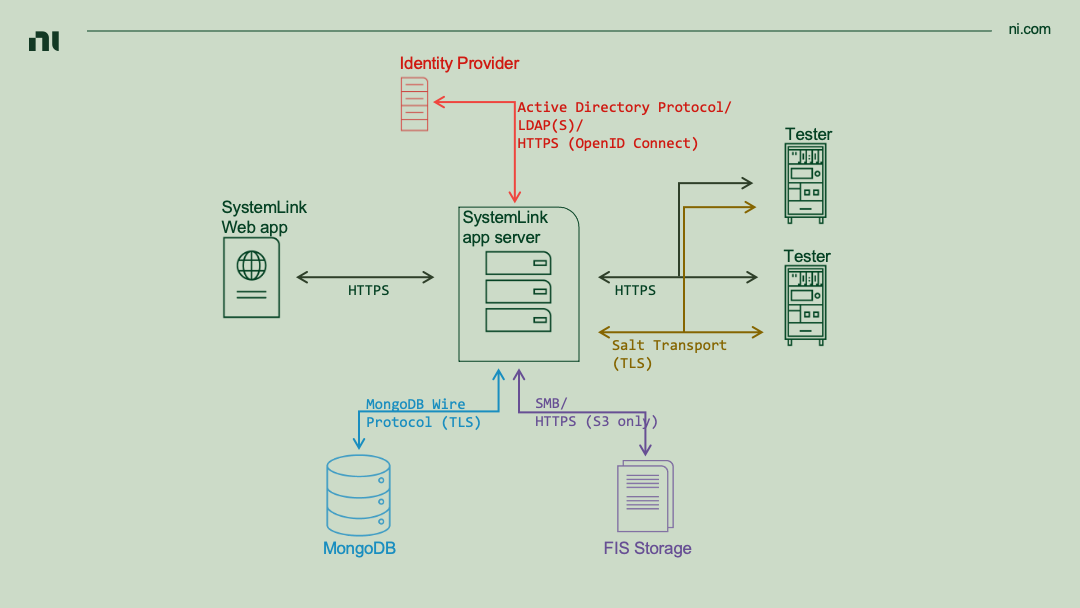 ni
ni.com
Identity Provider
Active Directory Protocol/
LDAP(S)/
HTTPS (OpenID Connect)
Tester
SystemLink
Web app
SystemLink
app server
Tester
HTTPS
HTTPS
Salt Transport
(TLS)
MongoDB Wire
Protocol (TLS)
SMB/
HTTPS (S3 only)
MongoDB
FIS Storage